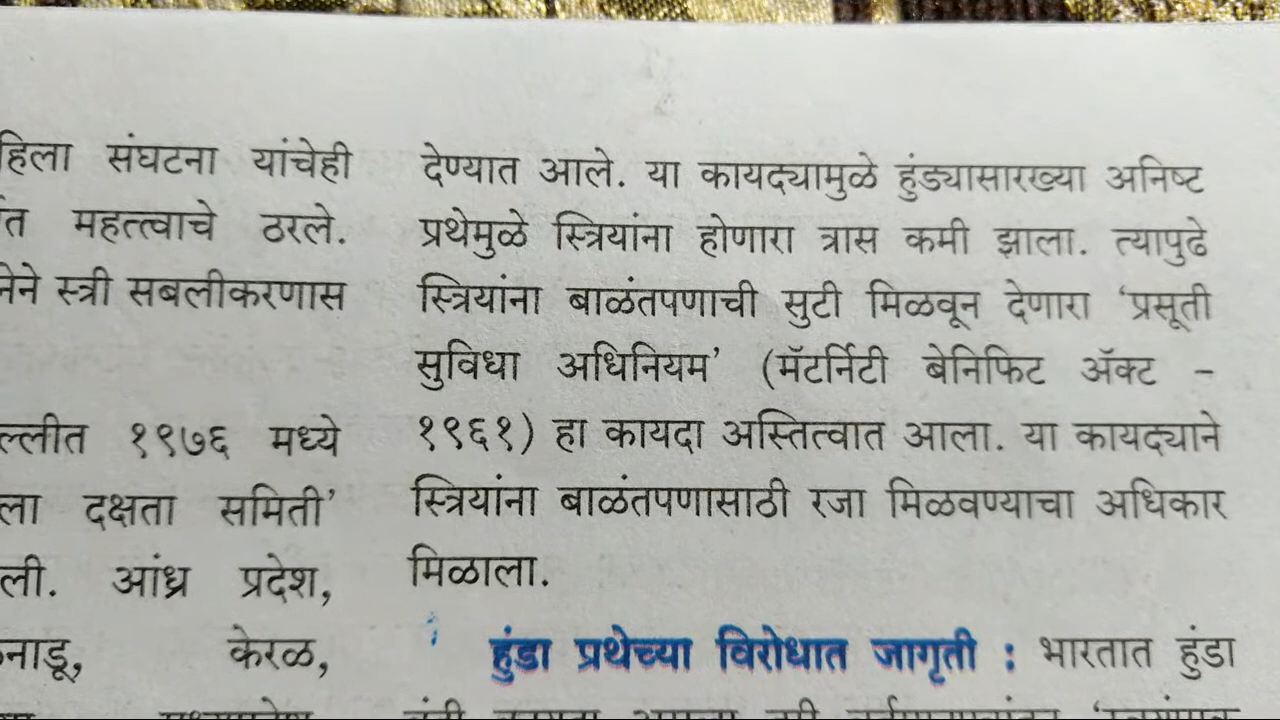 संघटना यांचेही
महत्त्वाचे ठरले.
स्त्री सबलीकरणास
१९७६ मध्ये
दक्षता समिती’
आंध्र प्रदेश,
केरळ,
देण्यात आले. या कायद्यामुळे हुंड्यासारख्या अनिष्ट
प्रथेमुळे स्त्रियांना होणारा त्रास कमी झाला. त्यापुढे
स्त्रियांना बाळंतपणाची सुटी मिळवून देणारा ‘प्रसूती
सुविधा अधिनियम’ (मॅटर्निटी बेनिफिट ॲक्ट –
१९६१) हा कायदा अस्तित्वात आला. या कायद्याने
स्त्रियांना बाळंतपणासाठी रजा मिळवण्याचा अधिकार
मिळाला.
हुंडा प्रथेच्या विरोधात जागृती : भारतात हुंडा